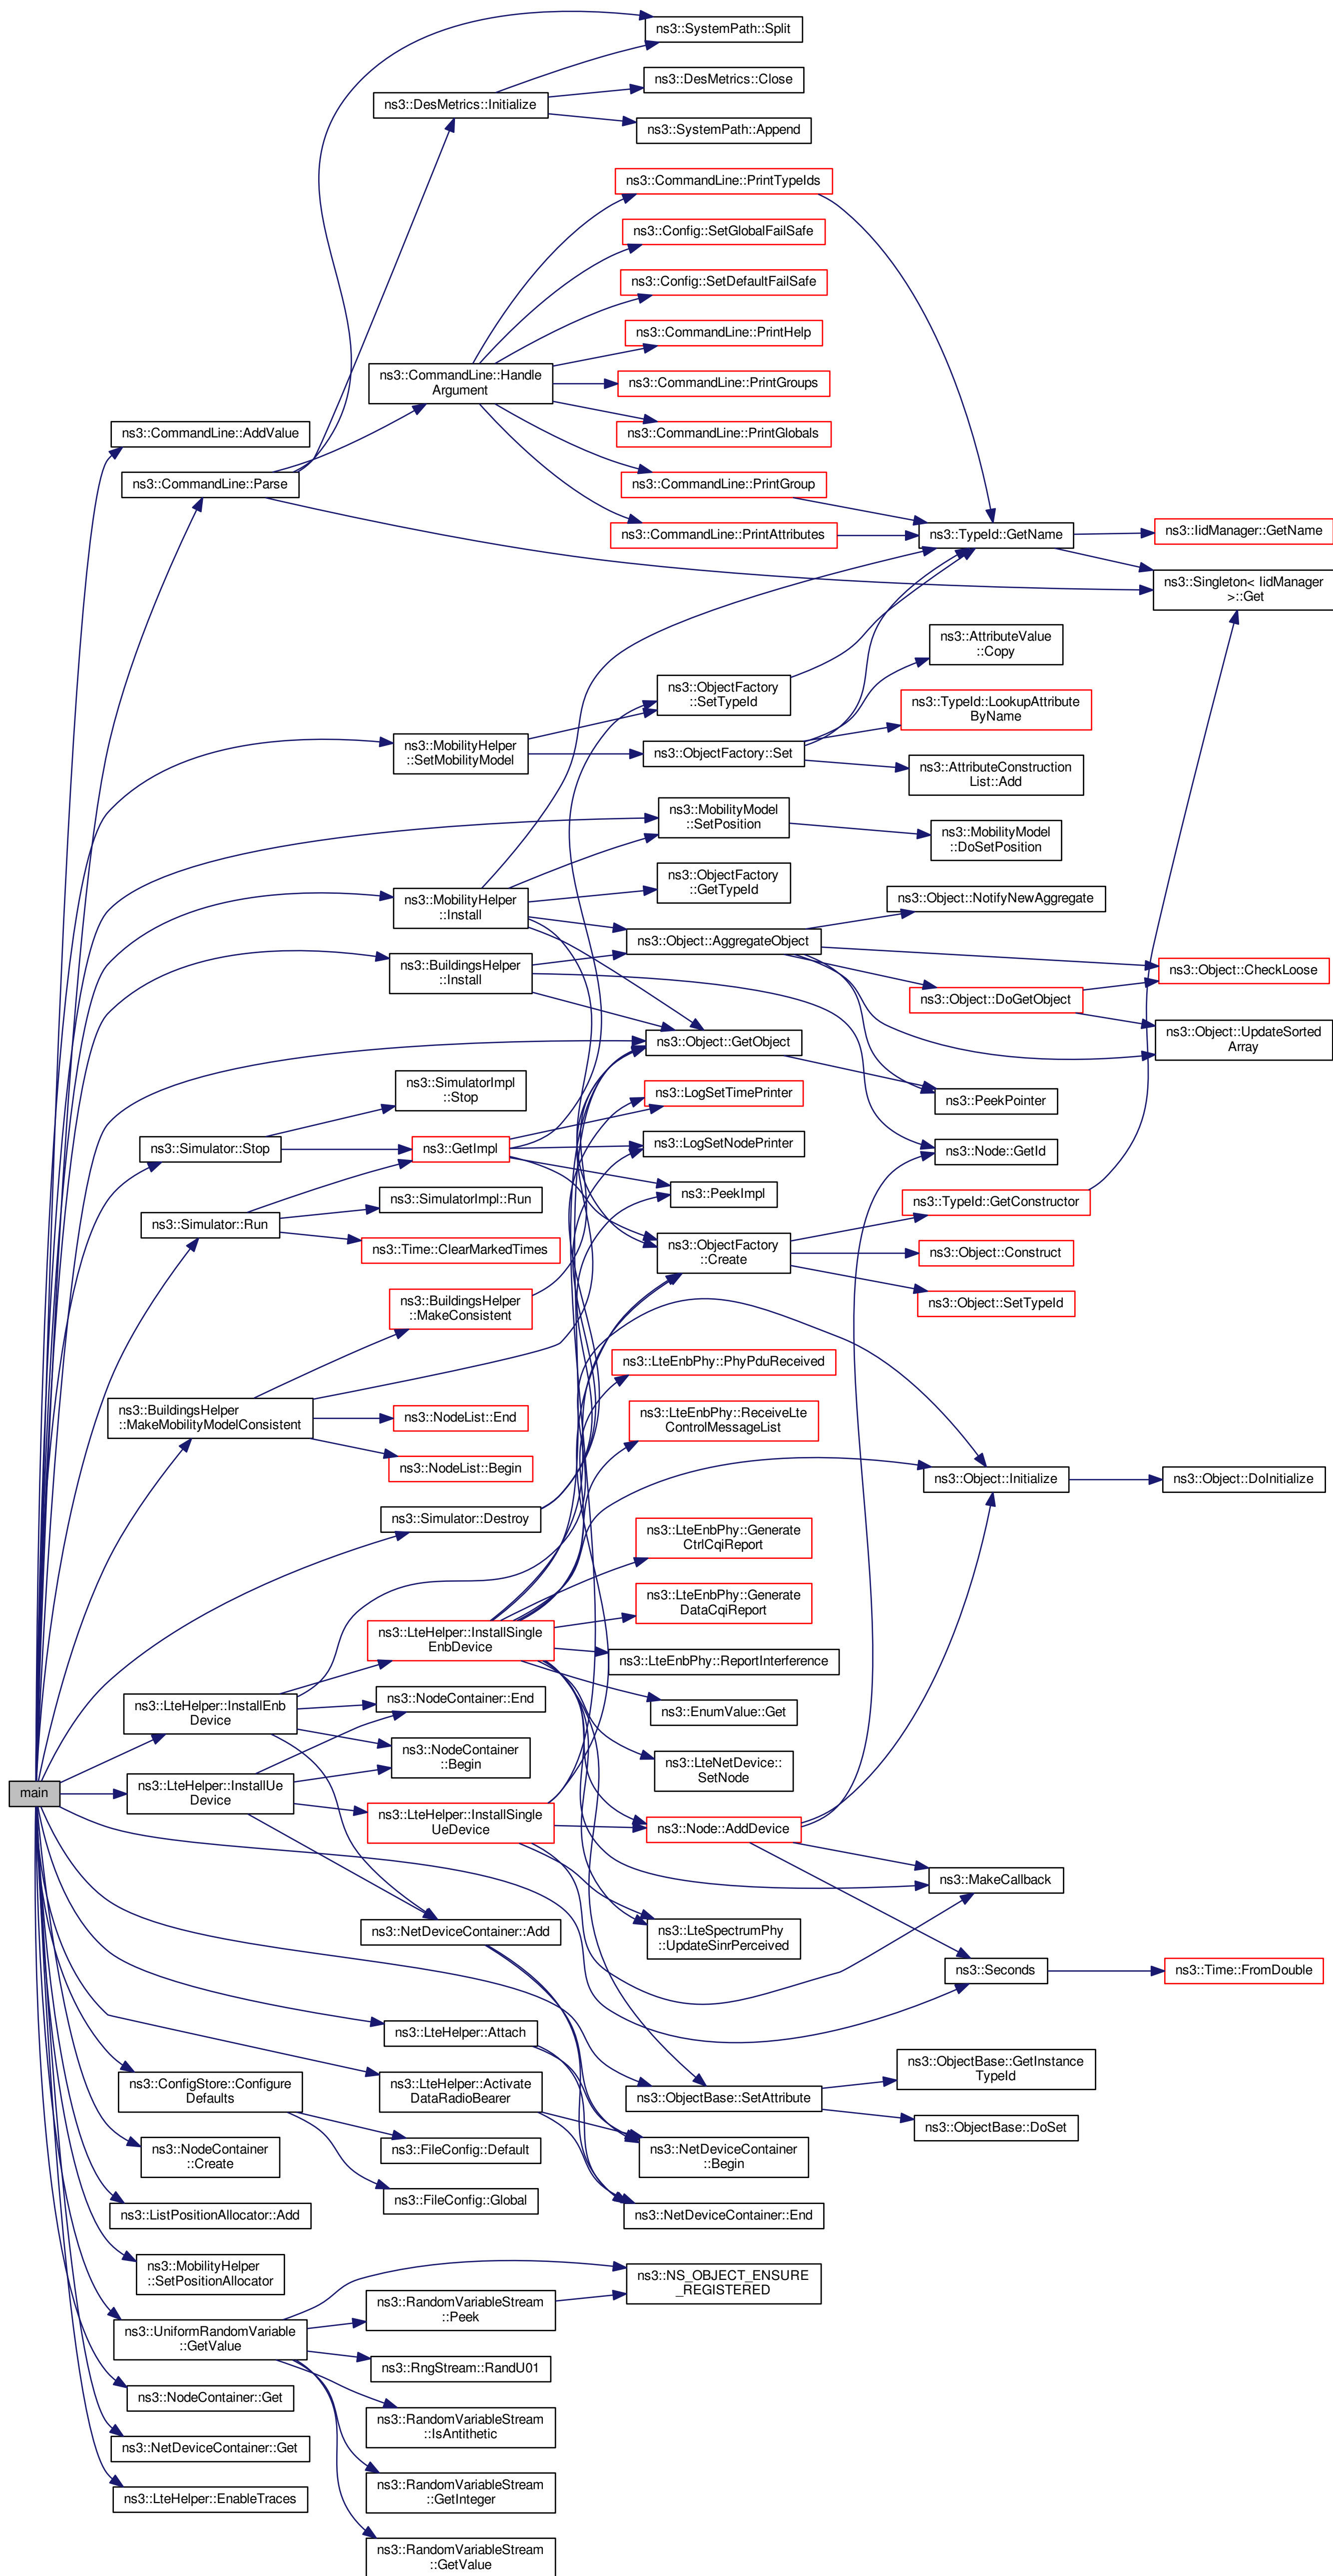 ns3::SystemPath::Split
ns3::DesMetrics::Close
ns3::DesMetrics::Initialize
ns3::SystemPath::Append
ns3::CommandLine::PrintTypeIds
ns3::Config::SetGlobalFailSafe
ns3::Config::SetDefaultFailSafe
ns3::CommandLine::PrintHelp
ns3::CommandLine::Handle
Argument
ns3::CommandLine::PrintGroups
ns3::CommandLine::AddValue
ns3::CommandLine::PrintGlobals
ns3::CommandLine::Parse
ns3::CommandLine::PrintGroup
ns3::CommandLine::PrintAttributes
ns3::TypeId::GetName
ns3::IidManager::GetName
ns3::Singleton< IidManager
>::Get
ns3::AttributeValue
::Copy
ns3::ObjectFactory
::SetTypeId
ns3::TypeId::LookupAttribute
ByName
ns3::MobilityHelper
::SetMobilityModel
ns3::ObjectFactory::Set
ns3::AttributeConstruction
List::Add
ns3::MobilityModel
::SetPosition
ns3::MobilityModel
::DoSetPosition
ns3::ObjectFactory
::GetTypeId
ns3::MobilityHelper
::Install
ns3::Object::NotifyNewAggregate
ns3::Object::AggregateObject
ns3::BuildingsHelper
::Install
ns3::Object::CheckLoose
ns3::Object::DoGetObject
ns3::Object::GetObject
ns3::Object::UpdateSorted
Array
ns3::SimulatorImpl
::Stop
ns3::LogSetTimePrinter
ns3::PeekPointer
ns3::Simulator::Stop
ns3::GetImpl
ns3::LogSetNodePrinter
ns3::Node::GetId
ns3::SimulatorImpl::Run
ns3::PeekImpl
ns3::TypeId::GetConstructor
ns3::Simulator::Run
ns3::Time::ClearMarkedTimes
ns3::ObjectFactory
::Create
ns3::Object::Construct
ns3::BuildingsHelper
::MakeConsistent
ns3::Object::SetTypeId
ns3::LteEnbPhy::PhyPduReceived
ns3::BuildingsHelper
::MakeMobilityModelConsistent
ns3::NodeList::End
ns3::LteEnbPhy::ReceiveLte
ControlMessageList
ns3::NodeList::Begin
ns3::Object::Initialize
ns3::Object::DoInitialize
ns3::Simulator::Destroy
ns3::LteEnbPhy::Generate
CtrlCqiReport
ns3::LteEnbPhy::Generate
DataCqiReport
ns3::LteHelper::InstallSingle
EnbDevice
ns3::LteEnbPhy::ReportInterference
ns3::LteHelper::InstallEnb
Device
ns3::NodeContainer::End
ns3::EnumValue::Get
ns3::NodeContainer
::Begin
ns3::LteNetDevice::
SetNode
main
ns3::LteHelper::InstallUe
Device
ns3::LteHelper::InstallSingle
UeDevice
ns3::Node::AddDevice
ns3::MakeCallback
ns3::NetDeviceContainer::Add
ns3::LteSpectrumPhy
::UpdateSinrPerceived
ns3::Seconds
ns3::Time::FromDouble
ns3::LteHelper::Attach
ns3::ObjectBase::GetInstance
TypeId
ns3::ConfigStore::Configure
Defaults
ns3::LteHelper::Activate
DataRadioBearer
ns3::ObjectBase::SetAttribute
ns3::ObjectBase::DoSet
ns3::NodeContainer
::Create
ns3::FileConfig::Default
ns3::NetDeviceContainer
::Begin
ns3::ListPositionAllocator::Add
ns3::FileConfig::Global
ns3::NetDeviceContainer::End
ns3::MobilityHelper
::SetPositionAllocator
ns3::NS_OBJECT_ENSURE
_REGISTERED
ns3::UniformRandomVariable
::GetValue
ns3::RandomVariableStream
::Peek
ns3::RngStream::RandU01
ns3::NodeContainer::Get
ns3::RandomVariableStream
::IsAntithetic
ns3::NetDeviceContainer::Get
ns3::RandomVariableStream
::GetInteger
ns3::LteHelper::EnableTraces
ns3::RandomVariableStream
::GetValue